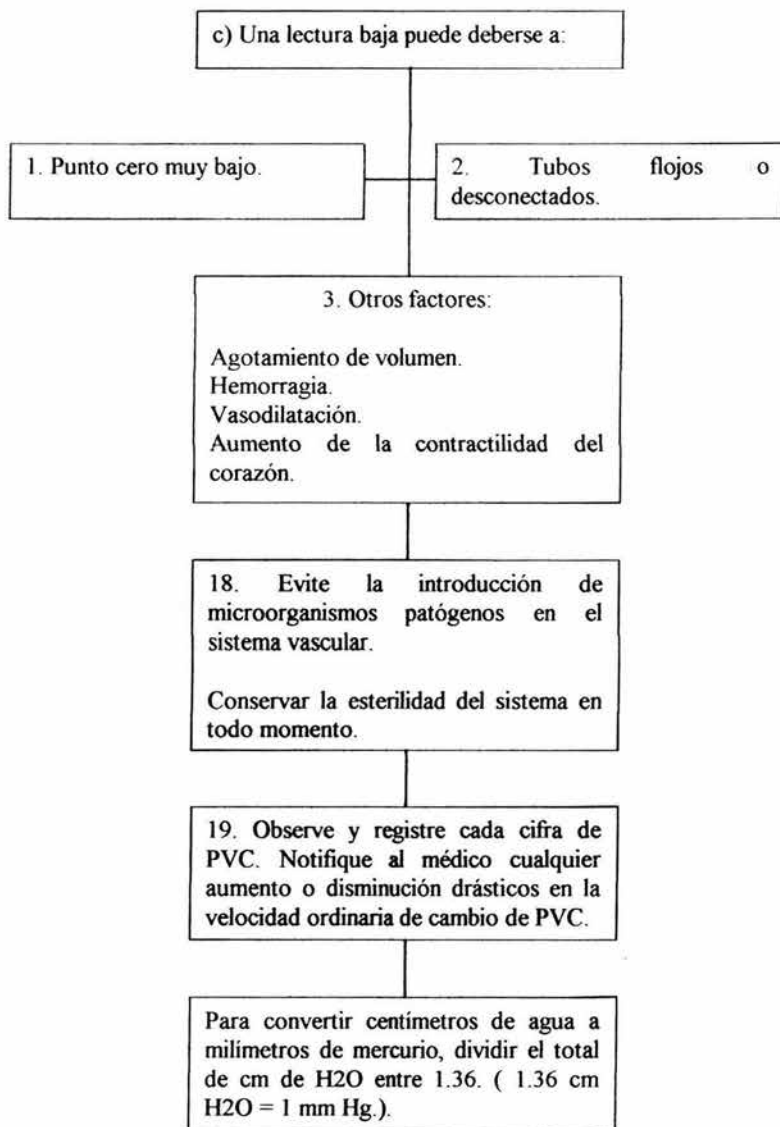 c) Una lectura baja puede deberse a:
1. Punto cero muy bajo.
2. Tubos flojos o
desconectados.
3. Otros factores:
Agotamiento de volumen.
Hemorragia.
Vasodilatación.
Aumento de la contractilidad del
corazón.
18. Evite la introducción de
microorganismos patógenos en el
sistema vascular.
Conservar la esterilidad del sistema en
todo momento.
19. Observe y registre cada cifra de
PVC. Notifique al médico cualquier
aumento o disminución drásticos en la
velocidad ordinaria de cambio de PVC.
Para convertir centímetros de agua a
milímetros de mercurio, dividir el total
de cm de H2O entre 1.36. ( 1.36 cm
H2O = 1 mm Hg.).